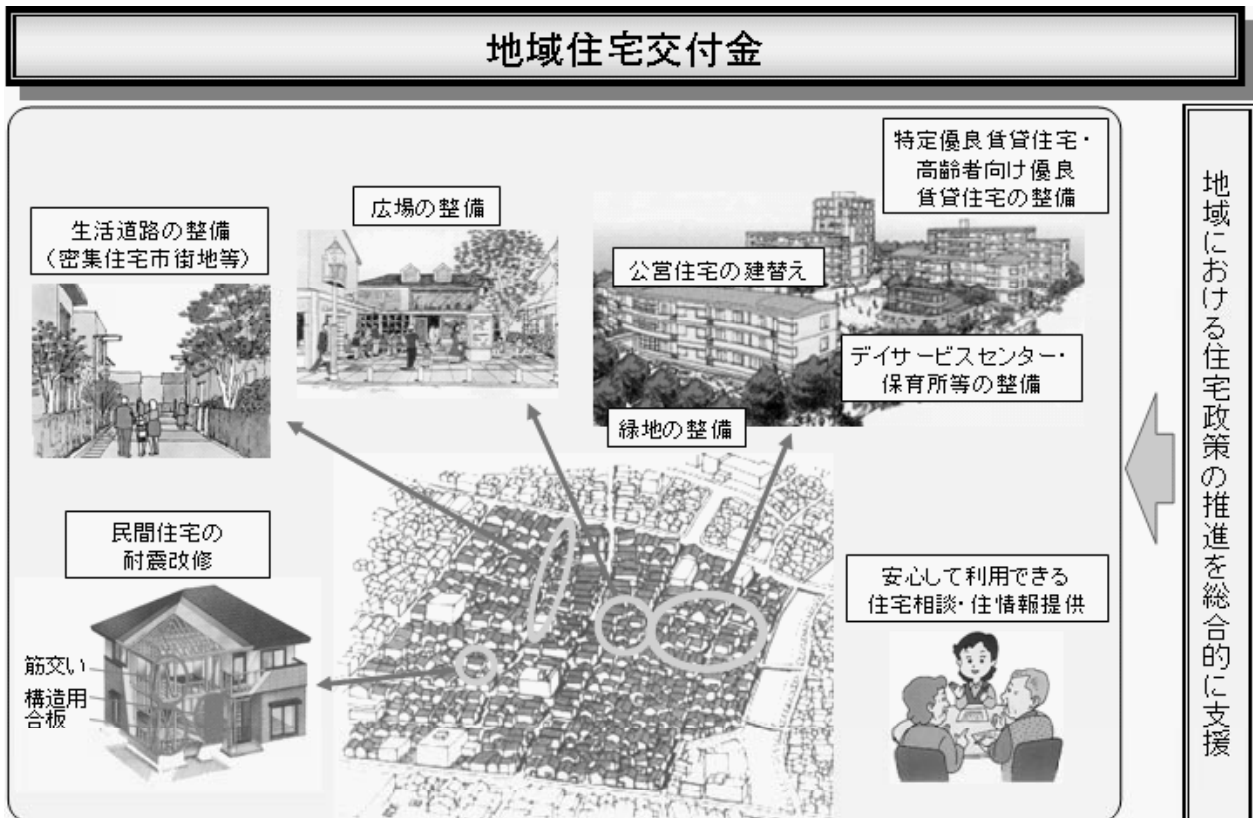 地域住宅交付金
特定優良賃貸住宅・
高齢者向け優良
賃貸住宅の整備
広場の整備
生活道路の整備
（密集住宅市街地等）
公営住宅の建替え
デイサービスセンター・
保育所等の整備
緑地の整備
民間住宅の
耐震改修
筋交い
構造用
合板
安心して利用できる
住宅相談・住情報提供
地域における住宅政策の推進を総合的に支援